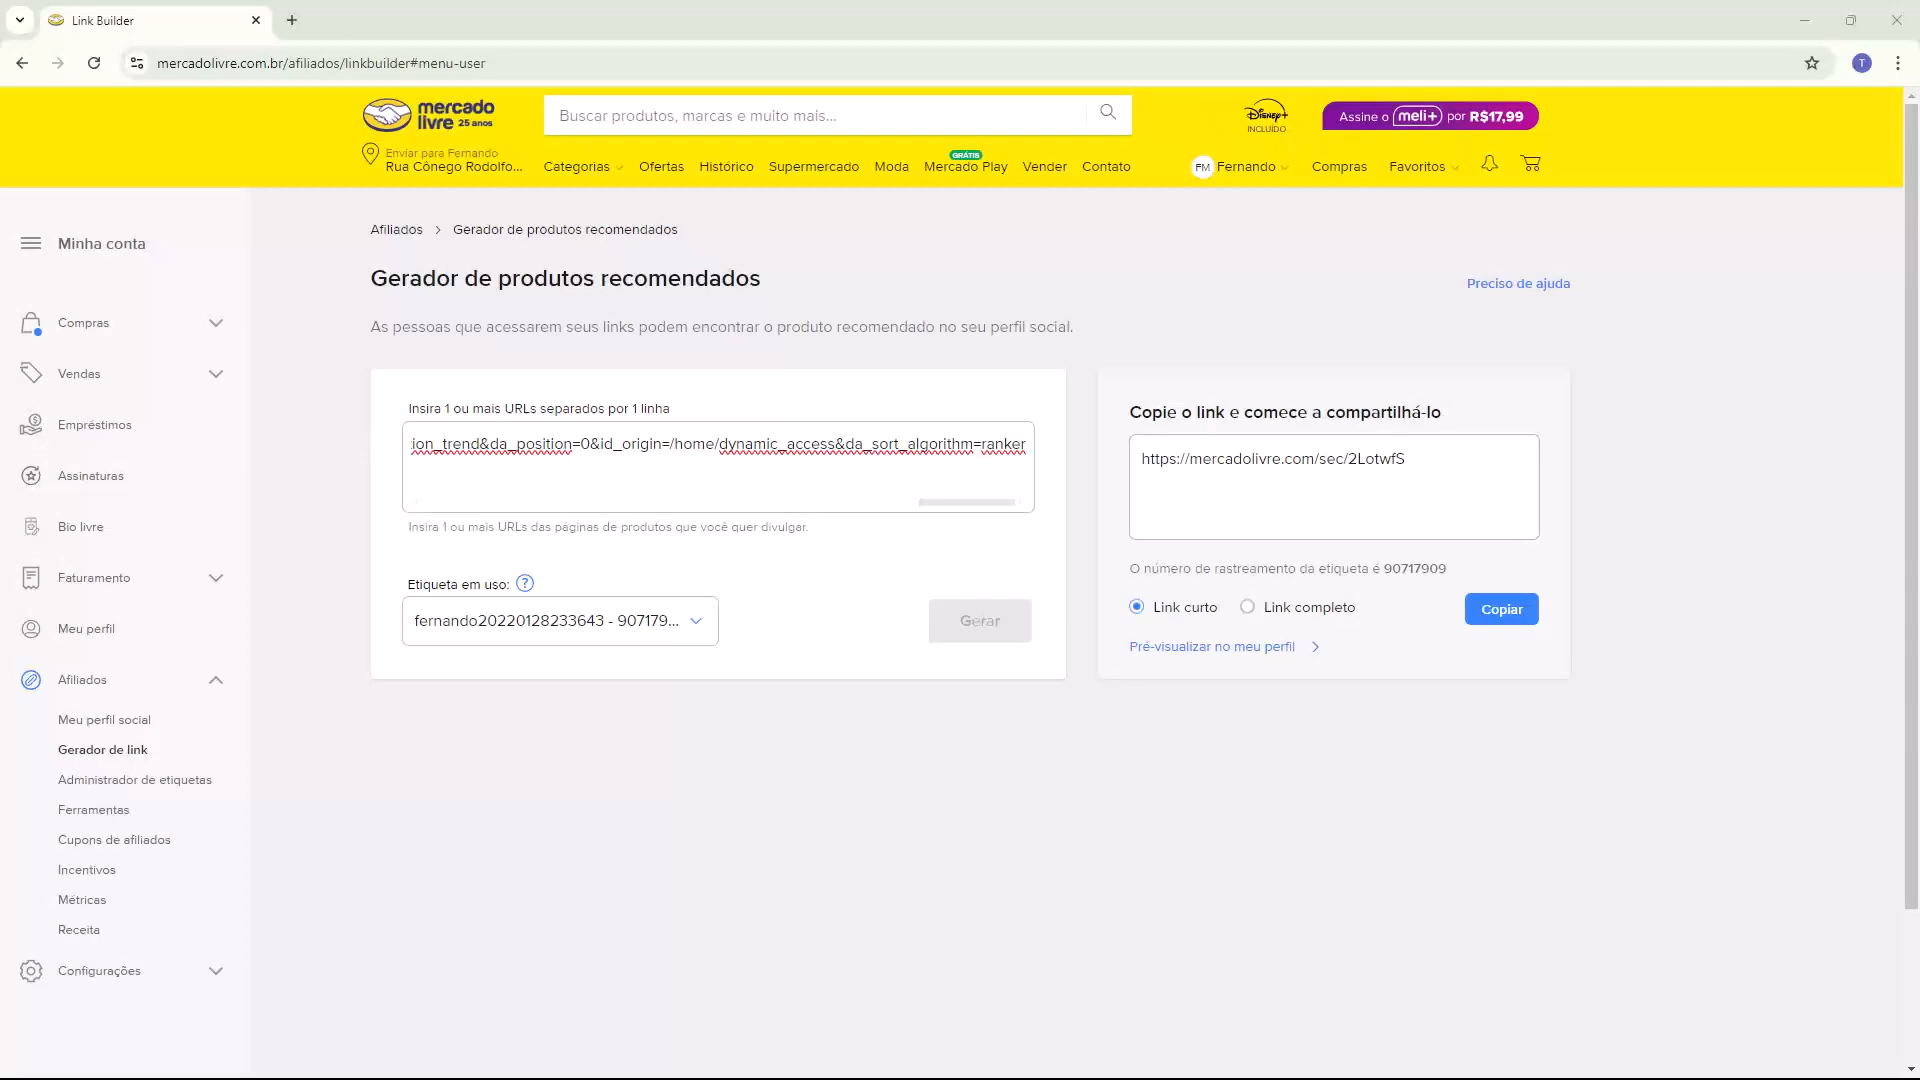 Link Builder
mercadolivre.com.br/afiliados/linkbuilder#menu-user
T
mercado
livre 25 anos
Buscar produtos, marcas e muito mais...
Disney+
INCLUÍDO
Assine o meli+ por R$17,99
Enviar para Fernando
Rua Cônego Rodolfo...
Categorias
Ofertas
Histórico
Supermercado
Moda
GRÁTIS
Mercado Play
Vender
Contato
FM
Fernando
Compras
Favoritos
Minha conta
Compras
Vendas
Empréstimos
Assinaturas
Bio livre
Faturamento
Meu perfil
Afiliados
Meu perfil social
Gerador de link
Administrador de etiquetas
Ferramentas
Cupons de afiliados
Incentivos
Métricas
Receita
Configurações
Afiliados > Gerador de produtos recomendados
Gerador de produtos recomendados
Preciso de ajuda
As pessoas que acessarem seus links podem encontrar o produto recomendado no seu perfil social.
Insira 1 ou mais URLs separados por 1 linha
ion_trend&da_position=0&id_origin=/home/dynamic_access&da_sort_algorithm=ranker
Insira 1 ou mais URLs das páginas de produtos que você quer divulgar.
Etiqueta em uso: ?
fernando20220128233643 - 907179...
Gerar
Copie o link e comece a compartilhá-lo
https://mercadolivre.com/sec/2LotwfS
O número de rastreamento da etiqueta é 90717909
Link curto
Link completo
Copiar
Pré-visualizar no meu perfil